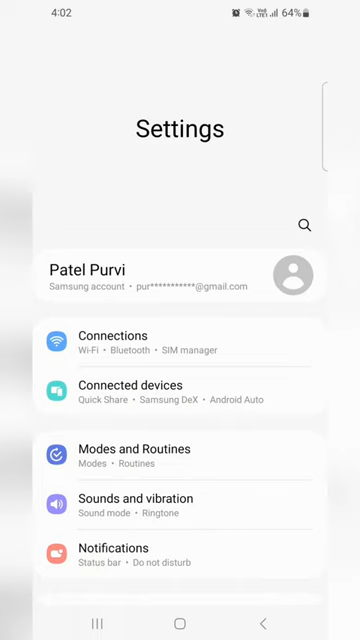 4:02 Vo) LTE1 64%
Settings
Patel Purvi
Samsung account • pur***********@gmail.com
Connections
Wi-Fi • Bluetooth • SIM manager
Connected devices
Quick Share • Samsung DeX • Android Auto
Modes and Routines
Modes • Routines
Sounds and vibration
Sound mode • Ringtone
Notifications
Status bar • Do not disturb